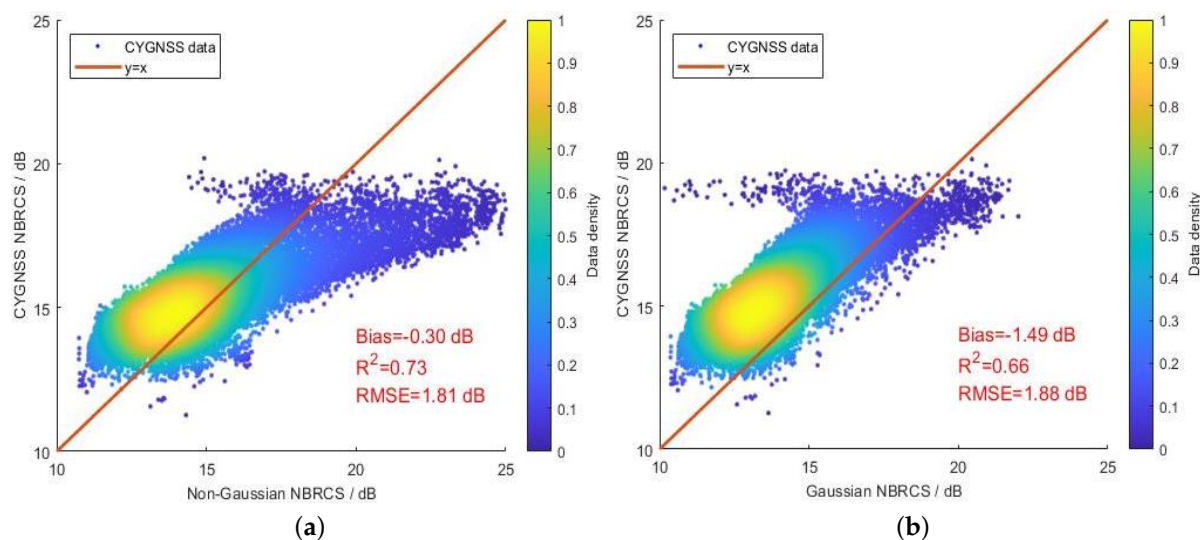 25
CYGNSS data
y=x
20
15
10
CYGNSS NBRCS / dB
Bias=-0.30 dB
R²=0.73
RMSE=1.81 dB
10 15 20 25
Non-Gaussian NBRCS / dB
1
0.9
0.8
0.7
0.6
0.5
0.4
0.3
0.2
0.1
0
Data density
(a)
25
CYGNSS data
y=x
20
15
10
CYGNSS NBRCS / dB
Bias=-1.49 dB
R²=0.66
RMSE=1.88 dB
10 15 20 25
Gaussian NBRCS / dB
1
0.9
0.8
0.7
0.6
0.5
0.4
0.3
0.2
0.1
0
Data density
(b)